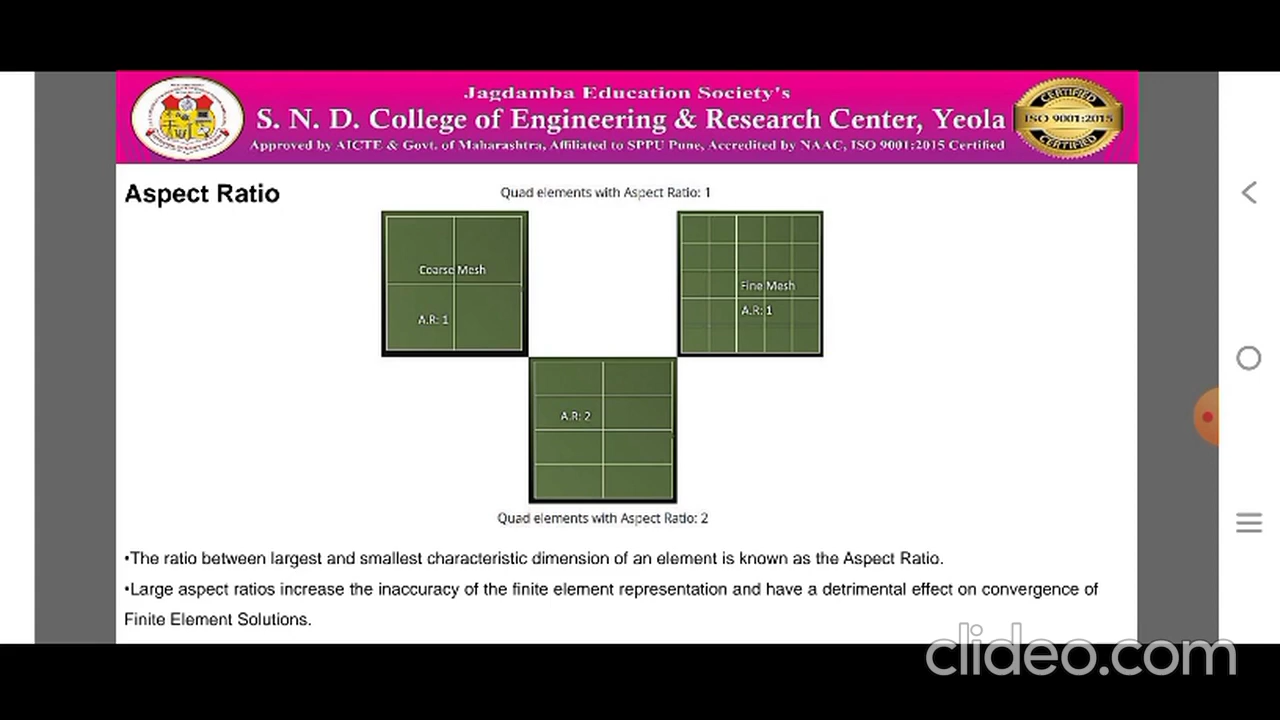 Jagdamba Education Society's
S. N. D. College of Engineering & Research Center, Yeola
Approved by AICTE & Govt. of Maharashtra, Affiliated to SPPU Pune, Accredited by NAAC, ISO 9001:2015 Certified
CERTIFIED
ISO 9001:2015
CERTIFIED
Aspect Ratio
Quad elements with Aspect Ratio: 1
Coarse Mesh
A.R: 1
Fine Mesh
A.R: 1
A.R: 2
Quad elements with Aspect Ratio: 2
•The ratio between largest and smallest characteristic dimension of an element is known as the Aspect Ratio.
•Large aspect ratios increase the inaccuracy of the finite element representation and have a detrimental effect on convergence of
Finite Element Solutions.
clideo.com